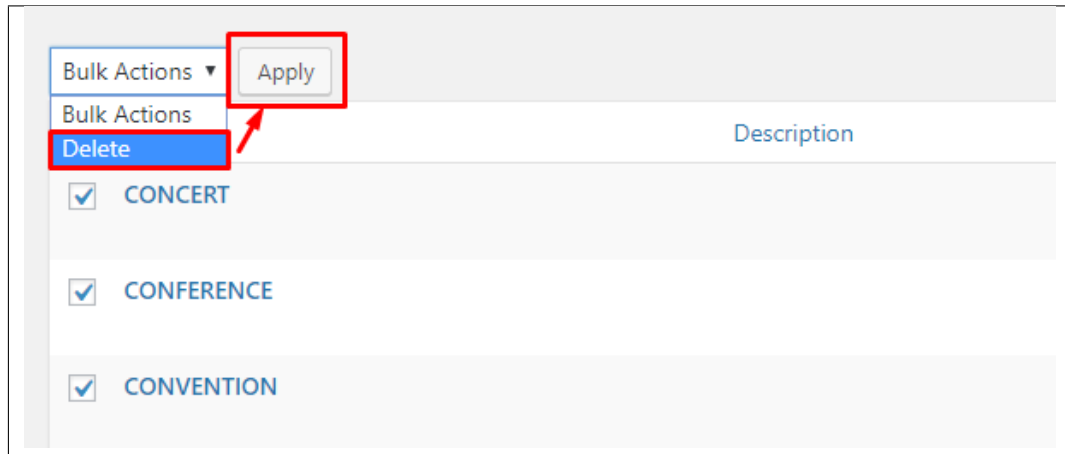 Bulk Actions Apply
Bulk Actions
Delete
Description
CONCERT
CONFERENCE
CONVENTION